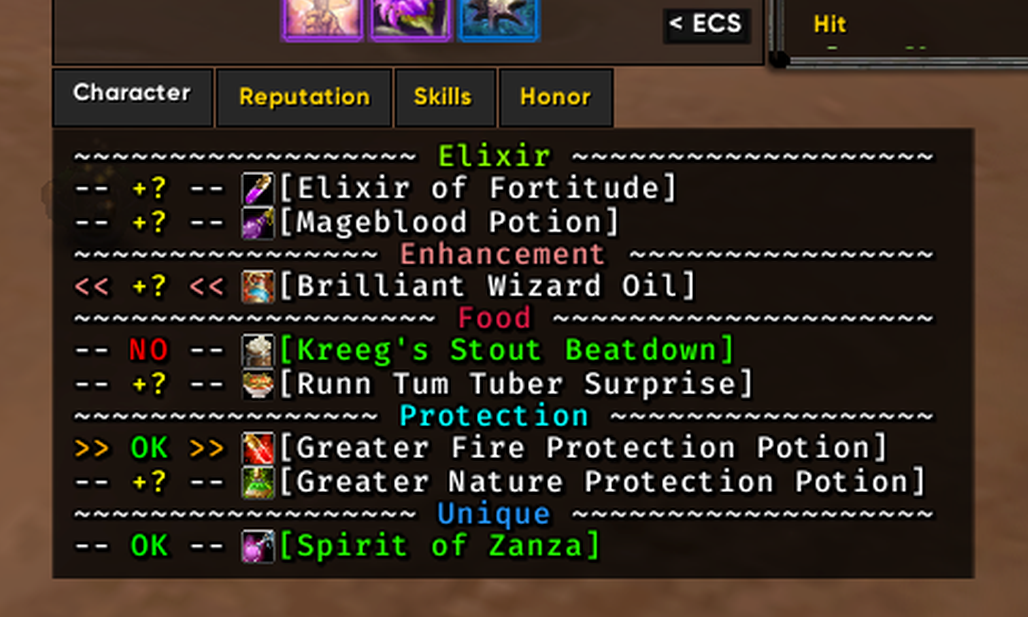 < ECS
Hit
Character Reputation Skills Honor
~~~~~~~~~~~~~~~~~~ Elixir ~~~~~~~~~~~~~~~~~~~
-- +? -- [Elixir of Fortitude]
-- +? -- [Mageblood Potion]
~~~~~~~~~~~~~~~~ Enhancement ~~~~~~~~~~~~~~~~
<< +? << [Brilliant Wizard Oil]
~~~~~~~~~~~~~~~~~~~ Food ~~~~~~~~~~~~~~~~~~~~
-- NO -- [Kreeg's Stout Beatdown]
-- +? -- [Runn Tum Tuber Surprise]
~~~~~~~~~~~~~~~~ Protection ~~~~~~~~~~~~~~~~~
>> OK >> [Greater Fire Protection Potion]
-- +? -- [Greater Nature Protection Potion]
~~~~~~~~~~~~~~~~~~ Unique ~~~~~~~~~~~~~~~~~~~
-- OK -- [Spirit of Zanza]